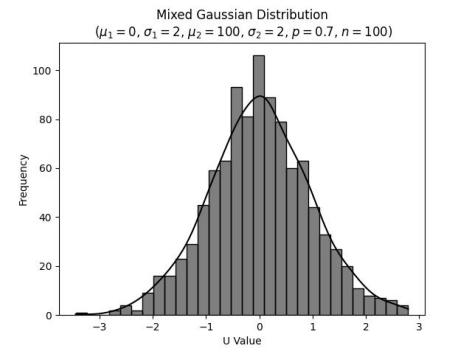 Mixed Gaussian Distribution
(μ₁ = 0, σ₁ = 2, μ₂ = 100, σ₂ = 2, p = 0.7, n = 100)
100
80
60
40
20
0
Frequency
−3 −2 −1 0 1 2 3
U Value